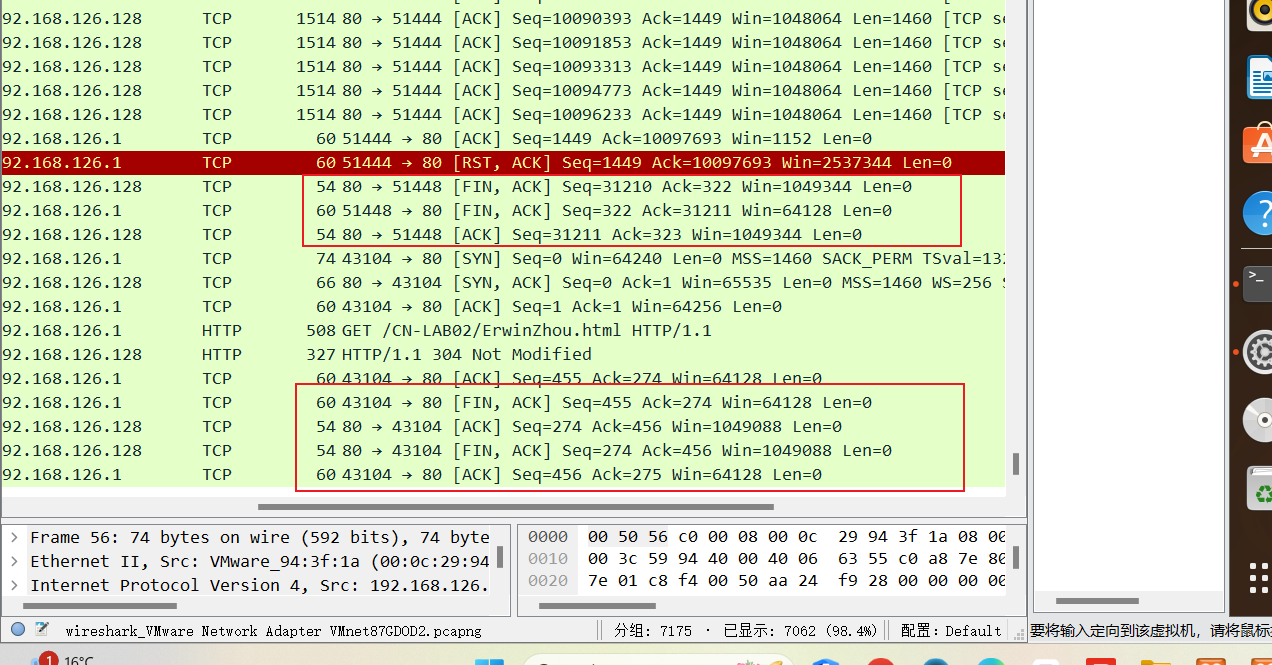 92.168.126.128 TCP 1514 80 → 51444 [ACK] Seq=10090393 Ack=1449 Win=1048064 Len=1460 [TCP se
92.168.126.128 TCP 1514 80 → 51444 [ACK] Seq=10091853 Ack=1449 Win=1048064 Len=1460 [TCP se
92.168.126.128 TCP 1514 80 → 51444 [ACK] Seq=10093313 Ack=1449 Win=1048064 Len=1460 [TCP se
92.168.126.128 TCP 1514 80 → 51444 [ACK] Seq=10094773 Ack=1449 Win=1048064 Len=1460 [TCP se
92.168.126.128 TCP 1514 80 → 51444 [ACK] Seq=10096233 Ack=1449 Win=1048064 Len=1460 [TCP se
92.168.126.1 TCP 60 51444 → 80 [ACK] Seq=1449 Ack=10097693 Win=1152 Len=0
92.168.126.1 TCP 60 51444 → 80 [RST, ACK] Seq=1449 Ack=10097693 Win=2537344 Len=0
92.168.126.128 TCP 54 80 → 51448 [FIN, ACK] Seq=31210 Ack=322 Win=1049344 Len=0
92.168.126.1 TCP 60 51448 → 80 [FIN, ACK] Seq=322 Ack=31211 Win=64128 Len=0
92.168.126.128 TCP 54 80 → 51448 [ACK] Seq=31211 Ack=323 Win=1049344 Len=0
92.168.126.1 TCP 74 43104 → 80 [SYN] Seq=0 Win=64240 Len=0 MSS=1460 SACK_PERM TSval=132
92.168.126.128 TCP 66 80 → 43104 [SYN, ACK] Seq=0 Ack=1 Win=65535 Len=0 MSS=1460 WS=256 S
92.168.126.1 TCP 60 43104 → 80 [ACK] Seq=1 Ack=1 Win=64256 Len=0
92.168.126.1 HTTP 508 GET /CN-LAB02/ErwinZhou.html HTTP/1.1
92.168.126.128 HTTP 327 HTTP/1.1 304 Not Modified
92.168.126.1 TCP 60 43104 → 80 [ACK] Seq=455 Ack=274 Win=64128 Len=0
92.168.126.1 TCP 60 43104 → 80 [FIN, ACK] Seq=455 Ack=274 Win=64128 Len=0
92.168.126.128 TCP 54 80 → 43104 [ACK] Seq=274 Ack=456 Win=1049088 Len=0
92.168.126.128 TCP 54 80 → 43104 [FIN, ACK] Seq=274 Ack=456 Win=1049088 Len=0
92.168.126.1 TCP 60 43104 → 80 [ACK] Seq=456 Ack=275 Win=64128 Len=0
Frame 56: 74 bytes on wire (592 bits), 74 byte
Ethernet II, Src: VMware_94:3f:1a (00:0c:29:94
Internet Protocol Version 4, Src: 192.168.126.
0000 00 50 56 c0 00 08 00 0c 29 94 3f 1a 08 00
0010 00 3c 59 94 40 00 40 06 63 55 c0 a8 7e 80
0020 7e 01 c8 f4 00 50 aa 24 f9 28 00 00 00 00
wireshark_VMware Network Adapter VMnet87GDOD2.pcapng
分组: 7175 · 已显示: 7062 (98.4%)
配置: Default
要将输入定向到该虚拟机，请将鼠标
1
16°C